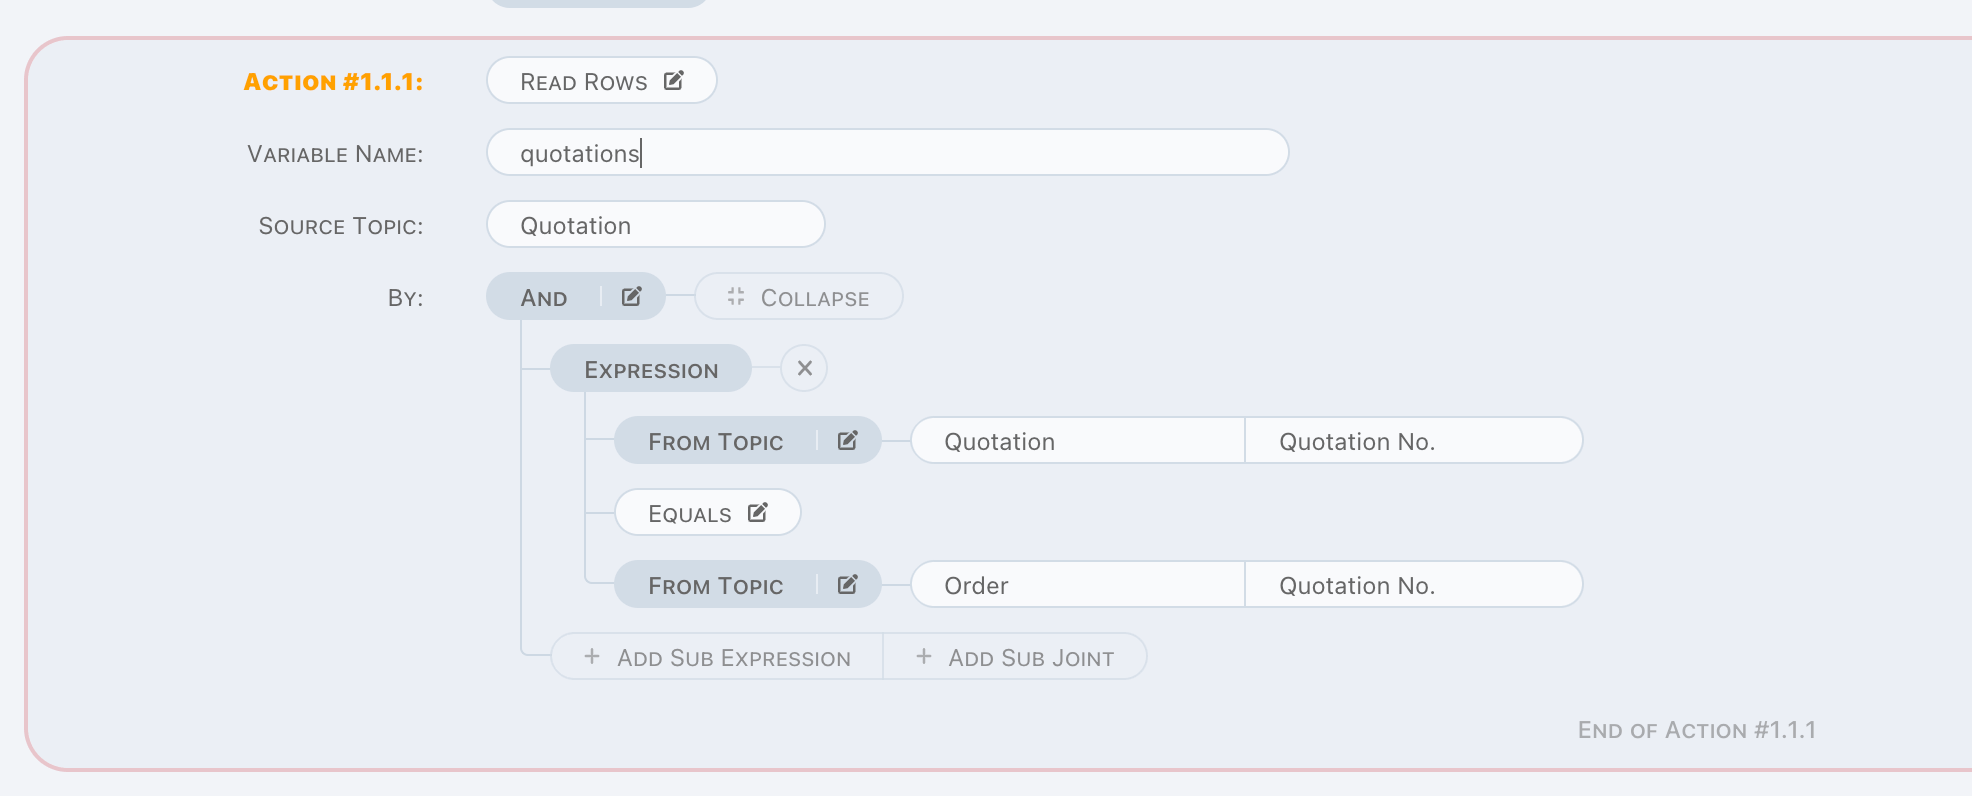 ACTION #1.1.1: READ ROWS
VARIABLE NAME: quotations
SOURCE TOPIC: Quotation
BY: AND COLLAPSE
EXPRESSION
FROM TOPIC Quotation Quotation No.
EQUALS
FROM TOPIC Order Quotation No.
+ ADD SUB EXPRESSION + ADD SUB JOINT
END OF ACTION #1.1.1